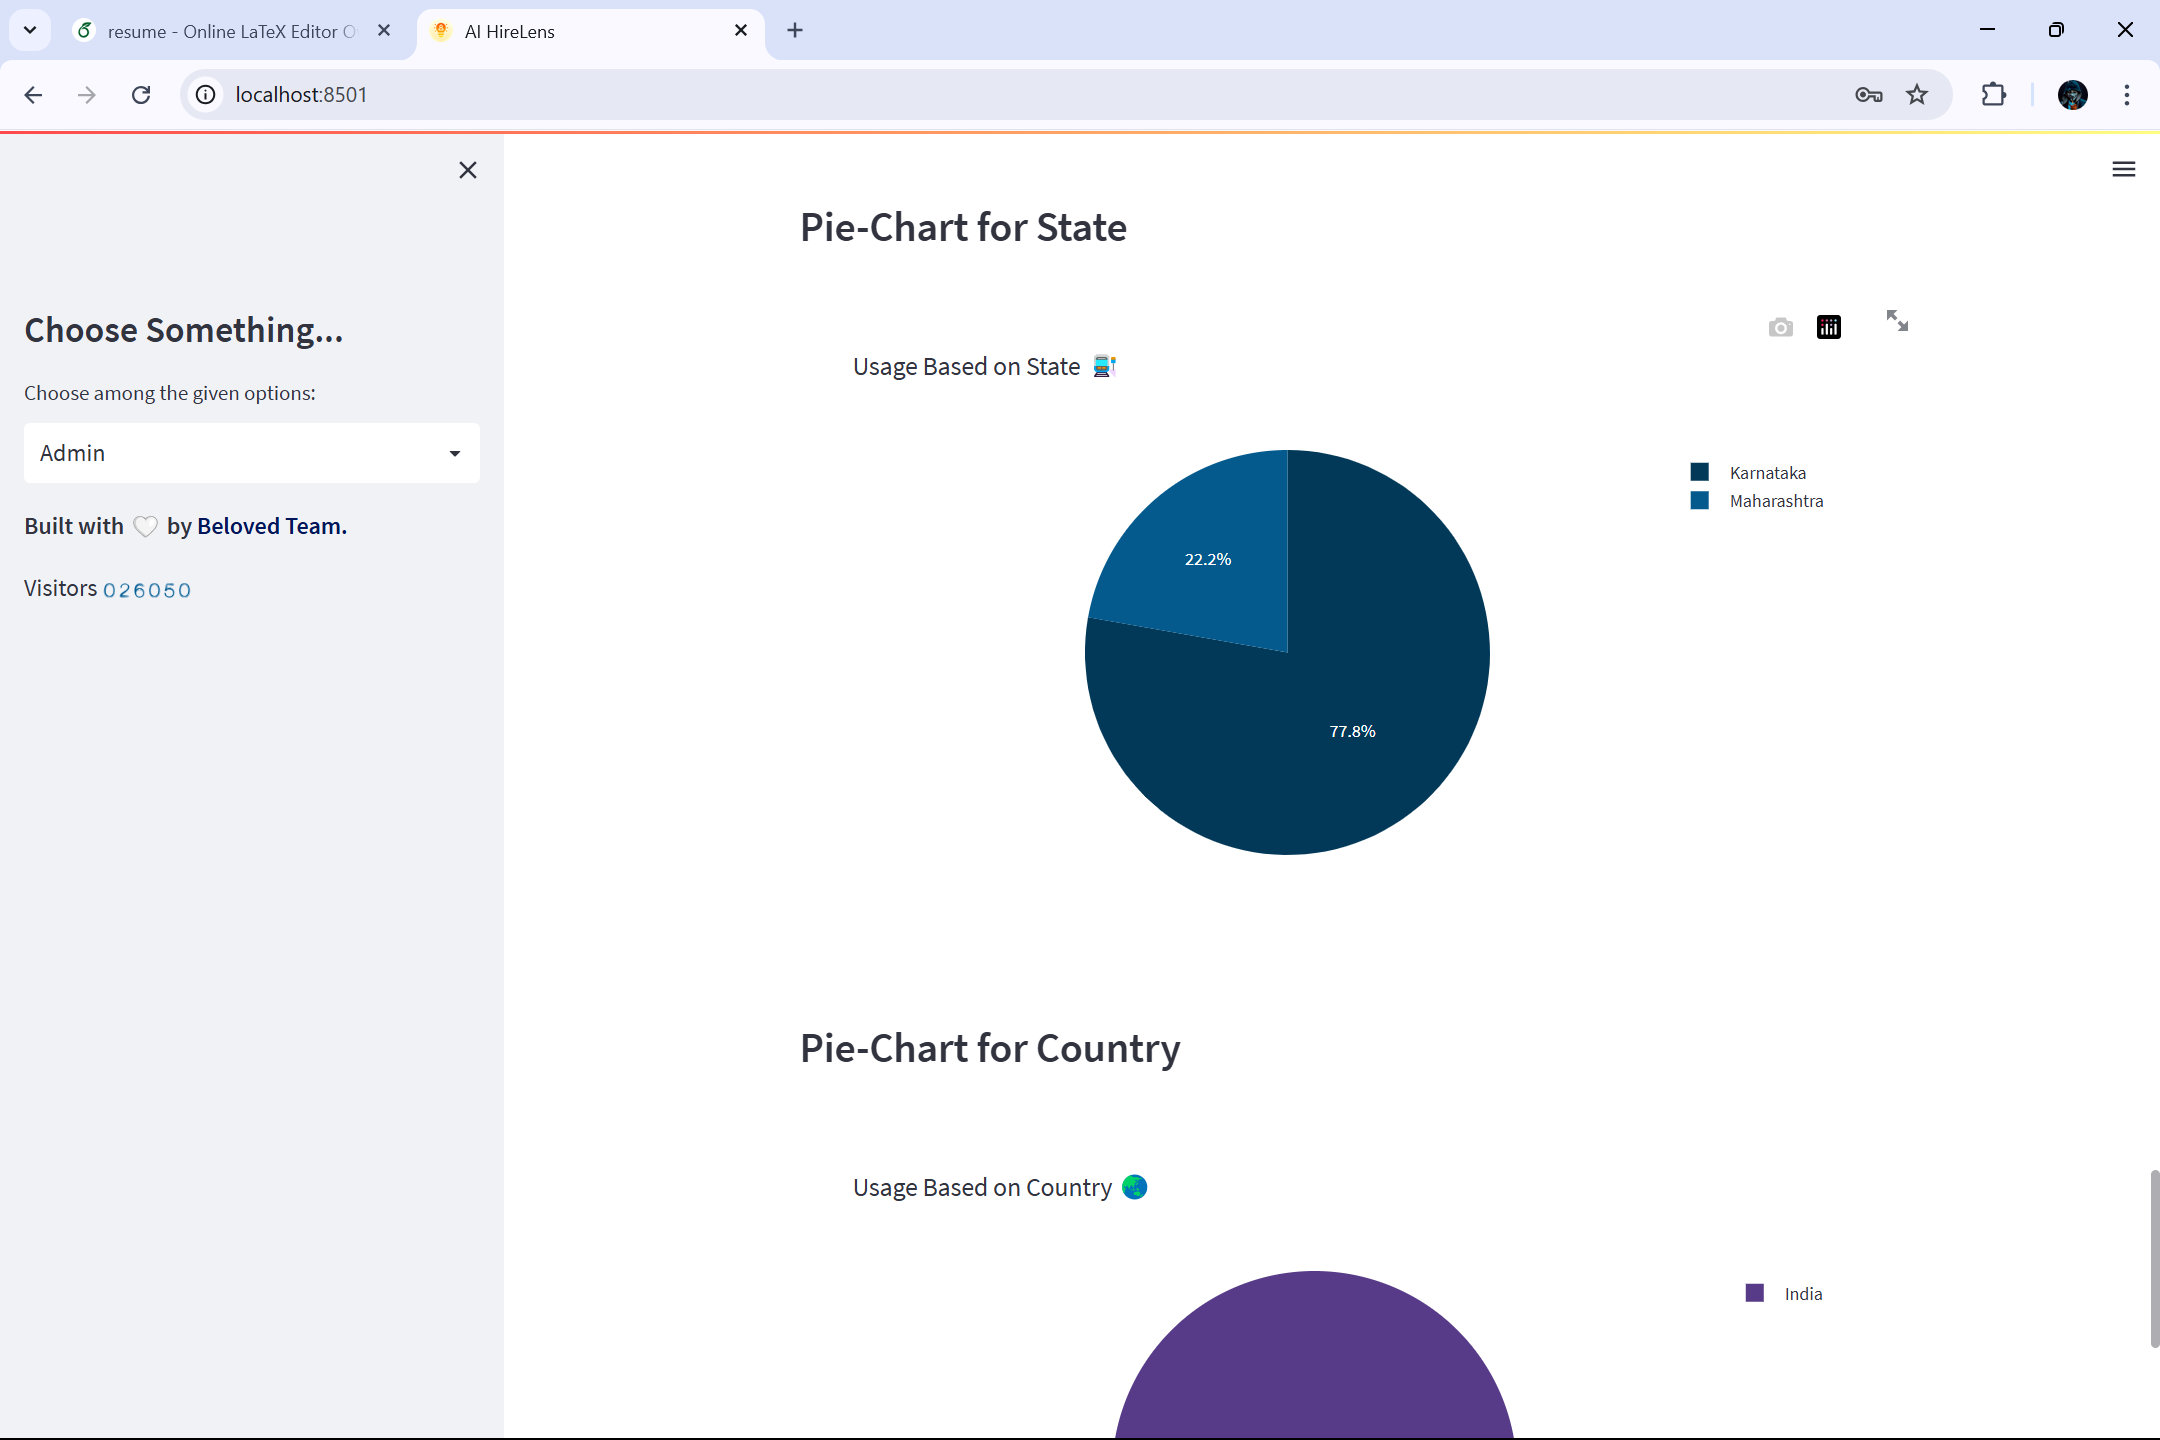 resume - Online LaTeX Editor O
AI HireLens
localhost:8501
Choose Something...
Choose among the given options:
Admin
Built with 🤍 by Beloved Team.
Visitors 026050
Pie-Chart for State
Usage Based on State 🚉
Karnataka
Maharashtra
22.2%
77.8%
Pie-Chart for Country
Usage Based on Country 🌏
India